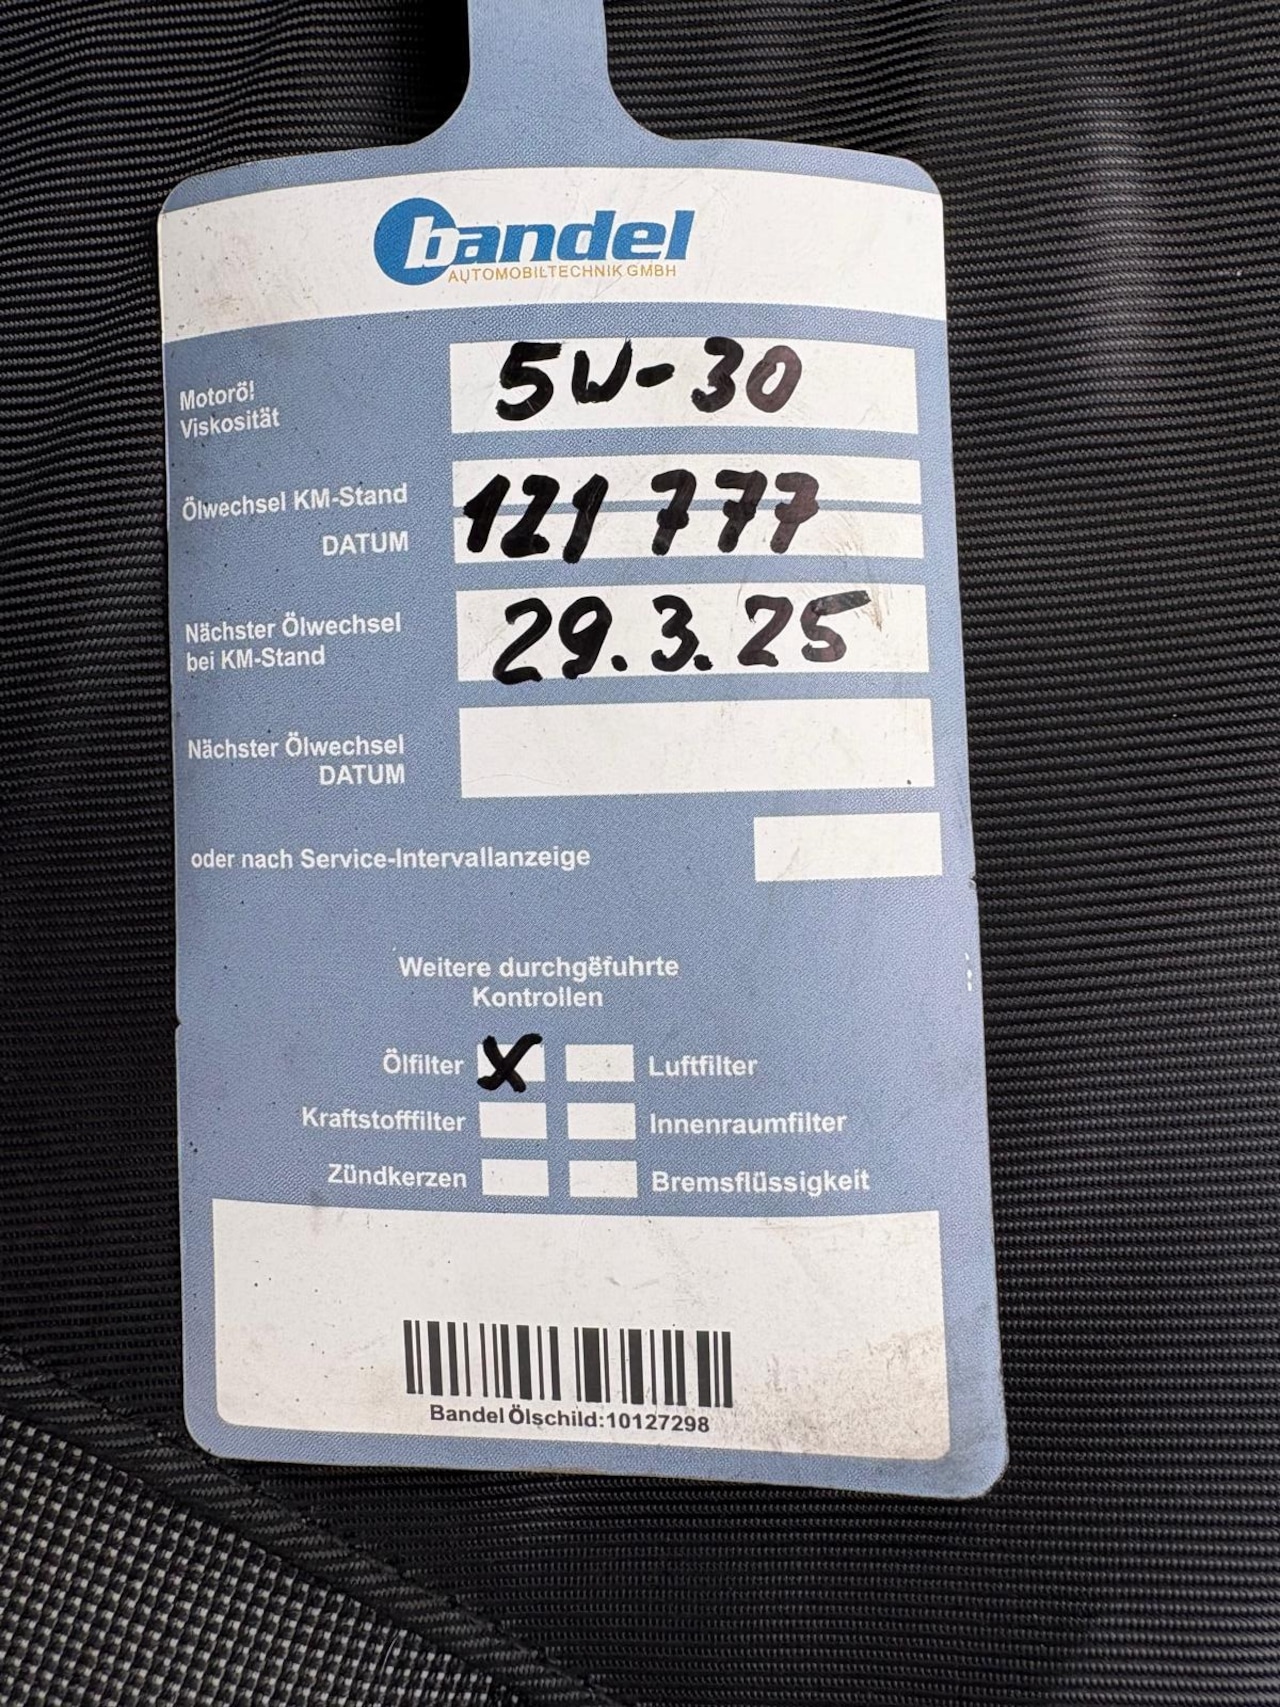 bandel
AUTOMOBILTECHNIK GMBH
Motoröl
Viskosität
5W-30
Ölwechsel KM-Stand
DATUM
121 777
Nächster Ölwechsel
bei KM-Stand
29.3.25
Nächster Ölwechsel
DATUM
oder nach Service-Intervallanzeige
Weitere durchgëfuhrte
Kontrollen
Ölfilter X Luftfilter
Kraftstofffilter Innenraumfilter
Zündkerzen Bremsflüssigkeit
Bandel Ölschild:10127298